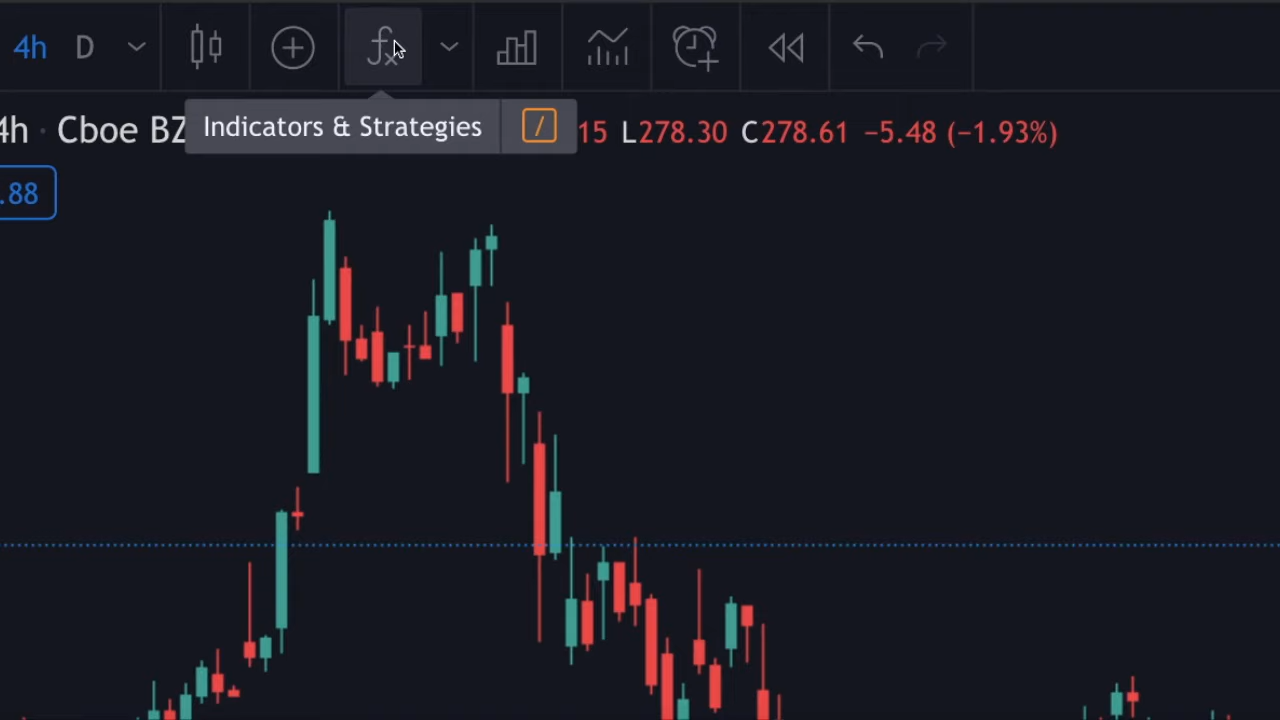 4h D
Indicators & Strategies /
4h · Cboe BZ 15 L278.30 C278.61 −5.48 (−1.93%)
.88